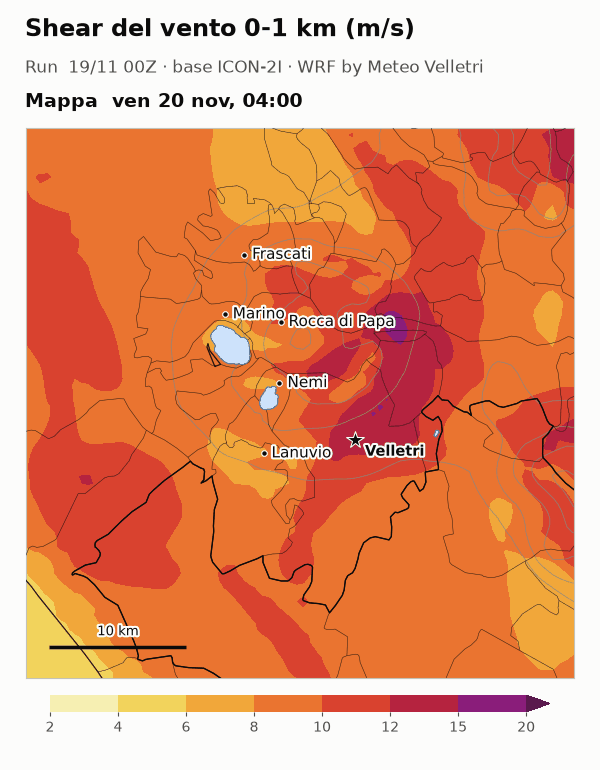 Shear del vento 0-1 km (m/s)
Run  19/11 00Z · base ICON-2I · WRF by Meteo Velletri
Mappa  ven 20 nov, 04:00
Frascati
Marino
Rocca di Papa
Nemi
Velletri
Lanuvio
10 km
2 4 6 8 10 12 15 20